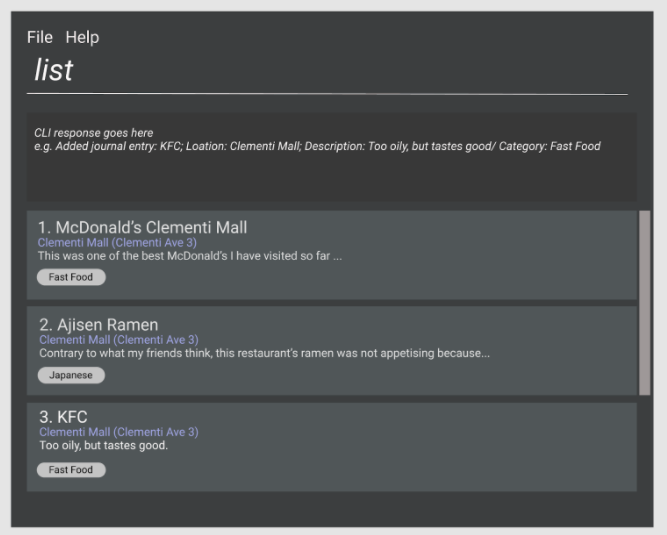 File Help
list
CLI response goes here
e.g. Added journal entry: KFC; Loation: Clementi Mall; Description: Too oily, but tastes good/ Category: Fast Food
1. McDonald's Clementi Mall
Clementi Mall (Clementi Ave 3)
This was one of the best McDonald's I have visited so far ...
Fast Food
2. Ajisen Ramen
Clementi Mall (Clementi Ave 3)
Contrary to what my friends think, this restaurant's ramen was not appetising because...
Japanese
3. KFC
Clementi Mall (Clementi Ave 3)
Too oily, but tastes good.
Fast Food